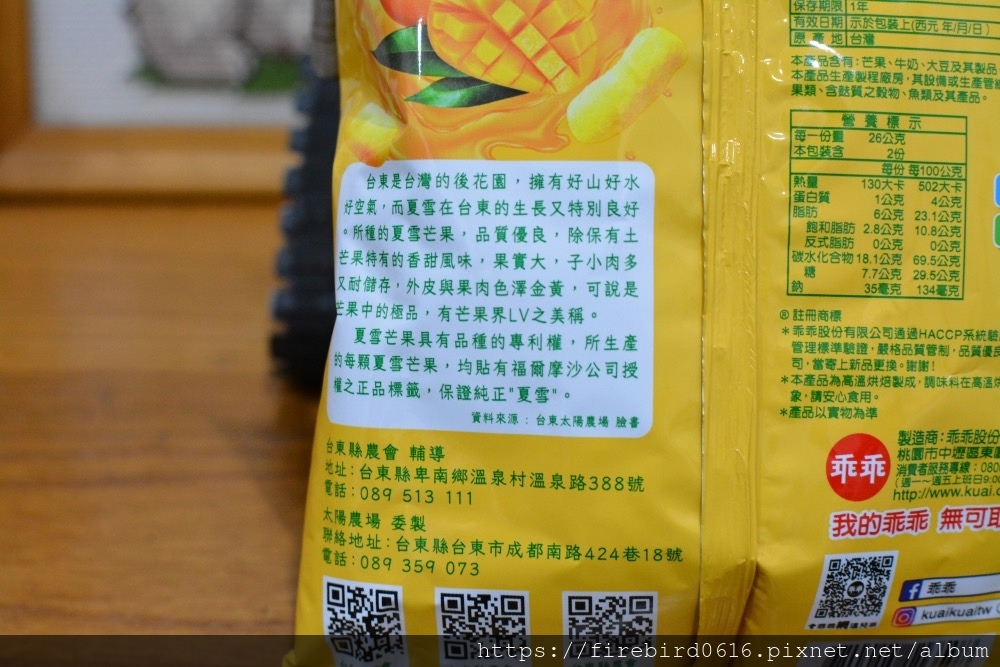 台東是台灣的後花園，擁有好山好水
好空氣，而夏雪在台東的生長又特別良好
。所種的夏雪芒果，品質優良，除保有土
芒果特有的香甜風味，果實大，子小肉多
又耐儲存，外皮與果肉色澤金黃，可說是
芒果中的極品，有芒果界LV之美稱。
夏雪芒果具有品種的專利權，所生產
的每顆夏雪芒果，均貼有福爾摩沙公司授
權之正品標籤，保證純正"夏雪"。
資料來源：台東太陽農場 臉書
台東縣農會 輔導
地址：台東縣卑南鄉溫泉村溫泉路388號
電話：089 513 111
太陽農場 委製
聯絡地址：台東縣台東市成都南路424巷18號
電話：089 359 073
保存期限 1年
有效日期 示於包裝上(西元 年/月/日)
原產地 台灣
本產品含有：芒果、牛奶、大豆及其製品
本產品生產製程廠房，其設備或生產管
果類、含麩質之穀物、魚類及其產品。
營養標示
每一份量 26公克
本包裝含 2份
每份 每100公克
熱量 130大卡 502大卡
蛋白質 1公克 4公克
脂肪 6公克 23.1公克
飽和脂肪 2.8公克 10.8公克
反式脂肪 0公克 0公克
碳水化合物 18.1公克 69.5公克
糖 7.7公克 29.5公克
鈉 35毫克 134毫克
®註冊商標
*乖乖股份有限公司通過HACCP系統驗
管理標準驗證，嚴格品質管制，品質優良
司，當寄上新品更換。謝謝！
*本產品為高溫烘焙製成，調味料在高溫
象，請安心食用。
*產品以實物為準
乖乖
製造商：乖乖股份
桃園市中壢區東
消費者服務專線：080
(週一~週五上班日9:00
http://www.kuai.c
我的乖乖 無可取
乖乖
kuaikuaitw
https://firebird0616.pixnet.net/album